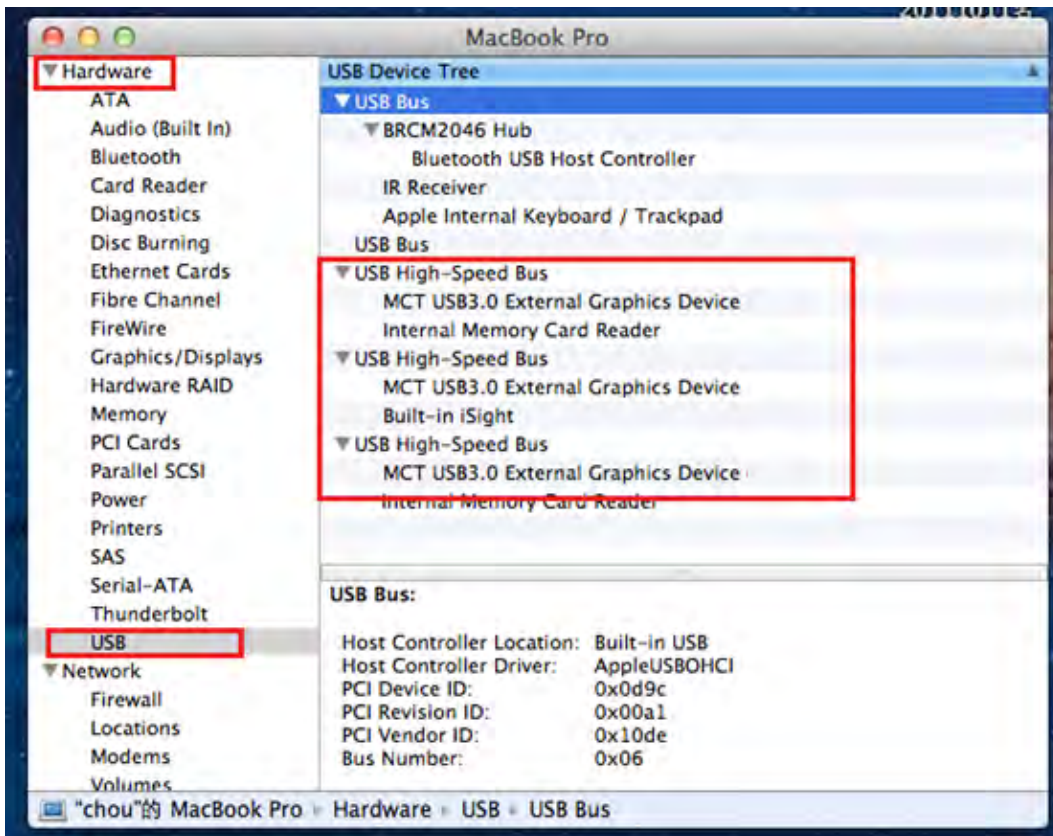 MacBook Pro
Hardware
ATA
Audio (Built In)
Bluetooth
Card Reader
Diagnostics
Disc Burning
Ethernet Cards
Fibre Channel
FireWire
Graphics/Displays
Hardware RAID
Memory
PCI Cards
Parallel SCSI
Power
Printers
SAS
Serial-ATA
Thunderbolt
USB
Network
Firewall
Locations
Modems
Volumes
USB Device Tree
USB Bus
BRCM2046 Hub
Bluetooth USB Host Controller
IR Receiver
Apple Internal Keyboard / Trackpad
USB Bus
USB High-Speed Bus
MCT USB3.0 External Graphics Device
Internal Memory Card Reader
USB High-Speed Bus
MCT USB3.0 External Graphics Device
Built-in iSight
USB High-Speed Bus
MCT USB3.0 External Graphics Device
Internal Memory Card Reader
USB Bus:
Host Controller Location: Built-in USB
Host Controller Driver: AppleUSBOHCI
PCI Device ID: 0x0d9c
PCI Revision ID: 0x00a1
PCI Vendor ID: 0x10de
Bus Number: 0x06
"chou"的 MacBook Pro ▸ Hardware ▸ USB ▸ USB Bus